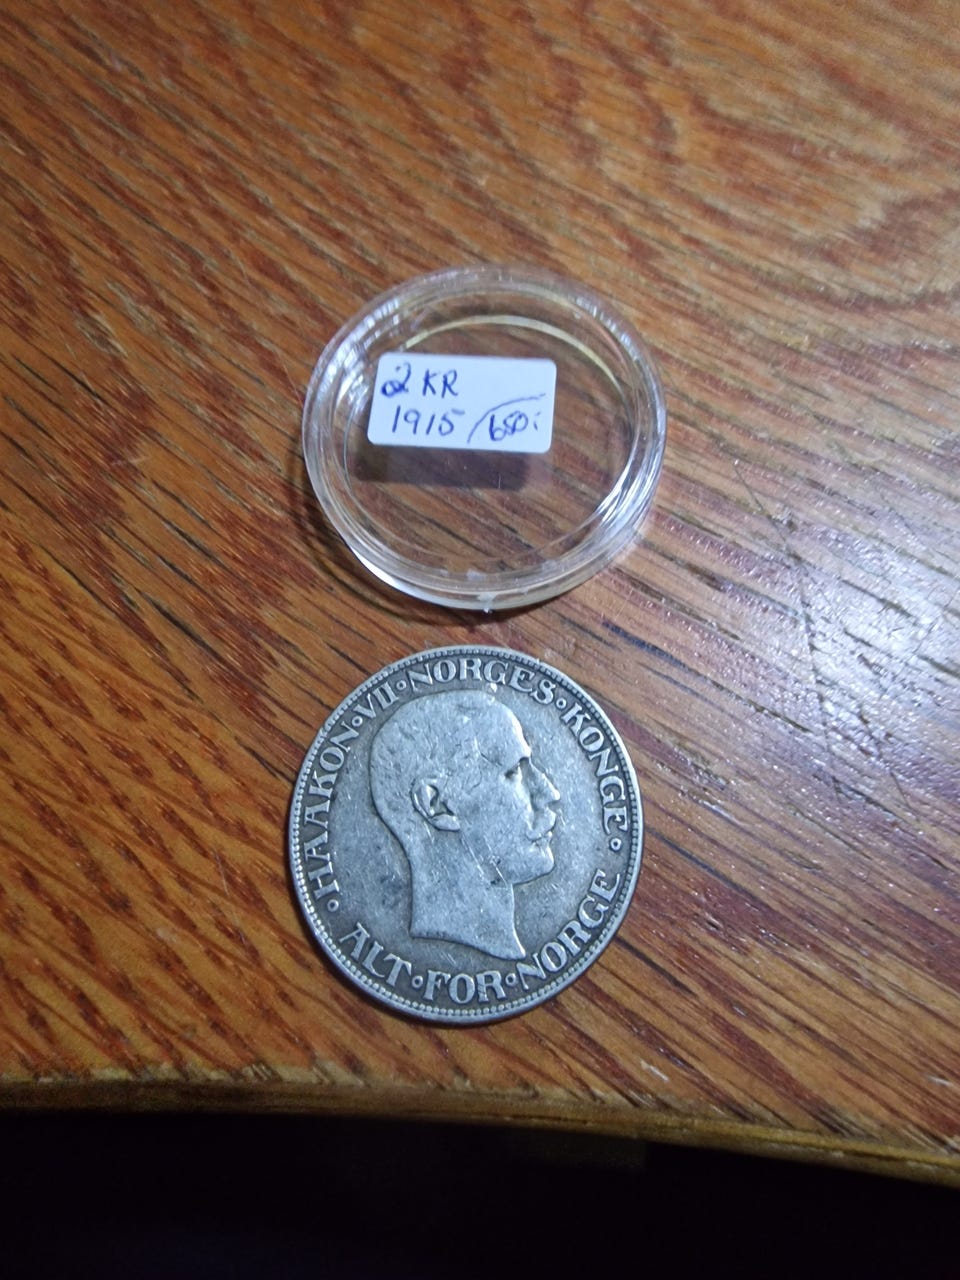 2 KR
1915 /650:-
HAAKON·VII·NORGES·KONGE·
ALT·FOR·NORGE